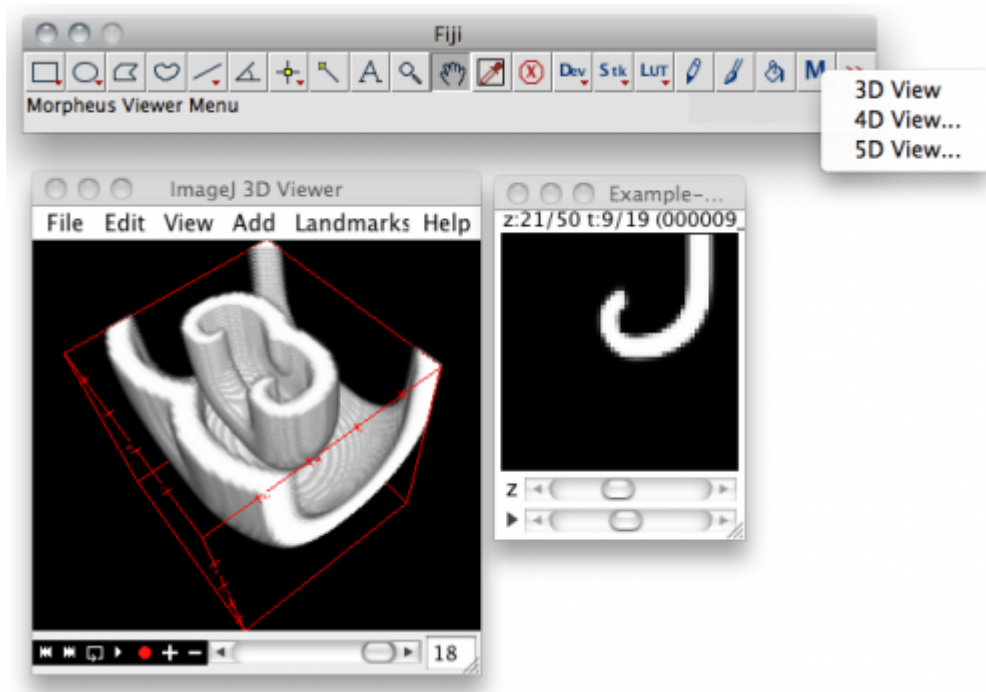 Fiji
A Dev Stk LUT M >>
Morpheus Viewer Menu
3D View
4D View...
5D View...
ImageJ 3D Viewer
File Edit View Add Landmarks Help
18
Example-...
z:21/50 t:9/19 (000009_
z